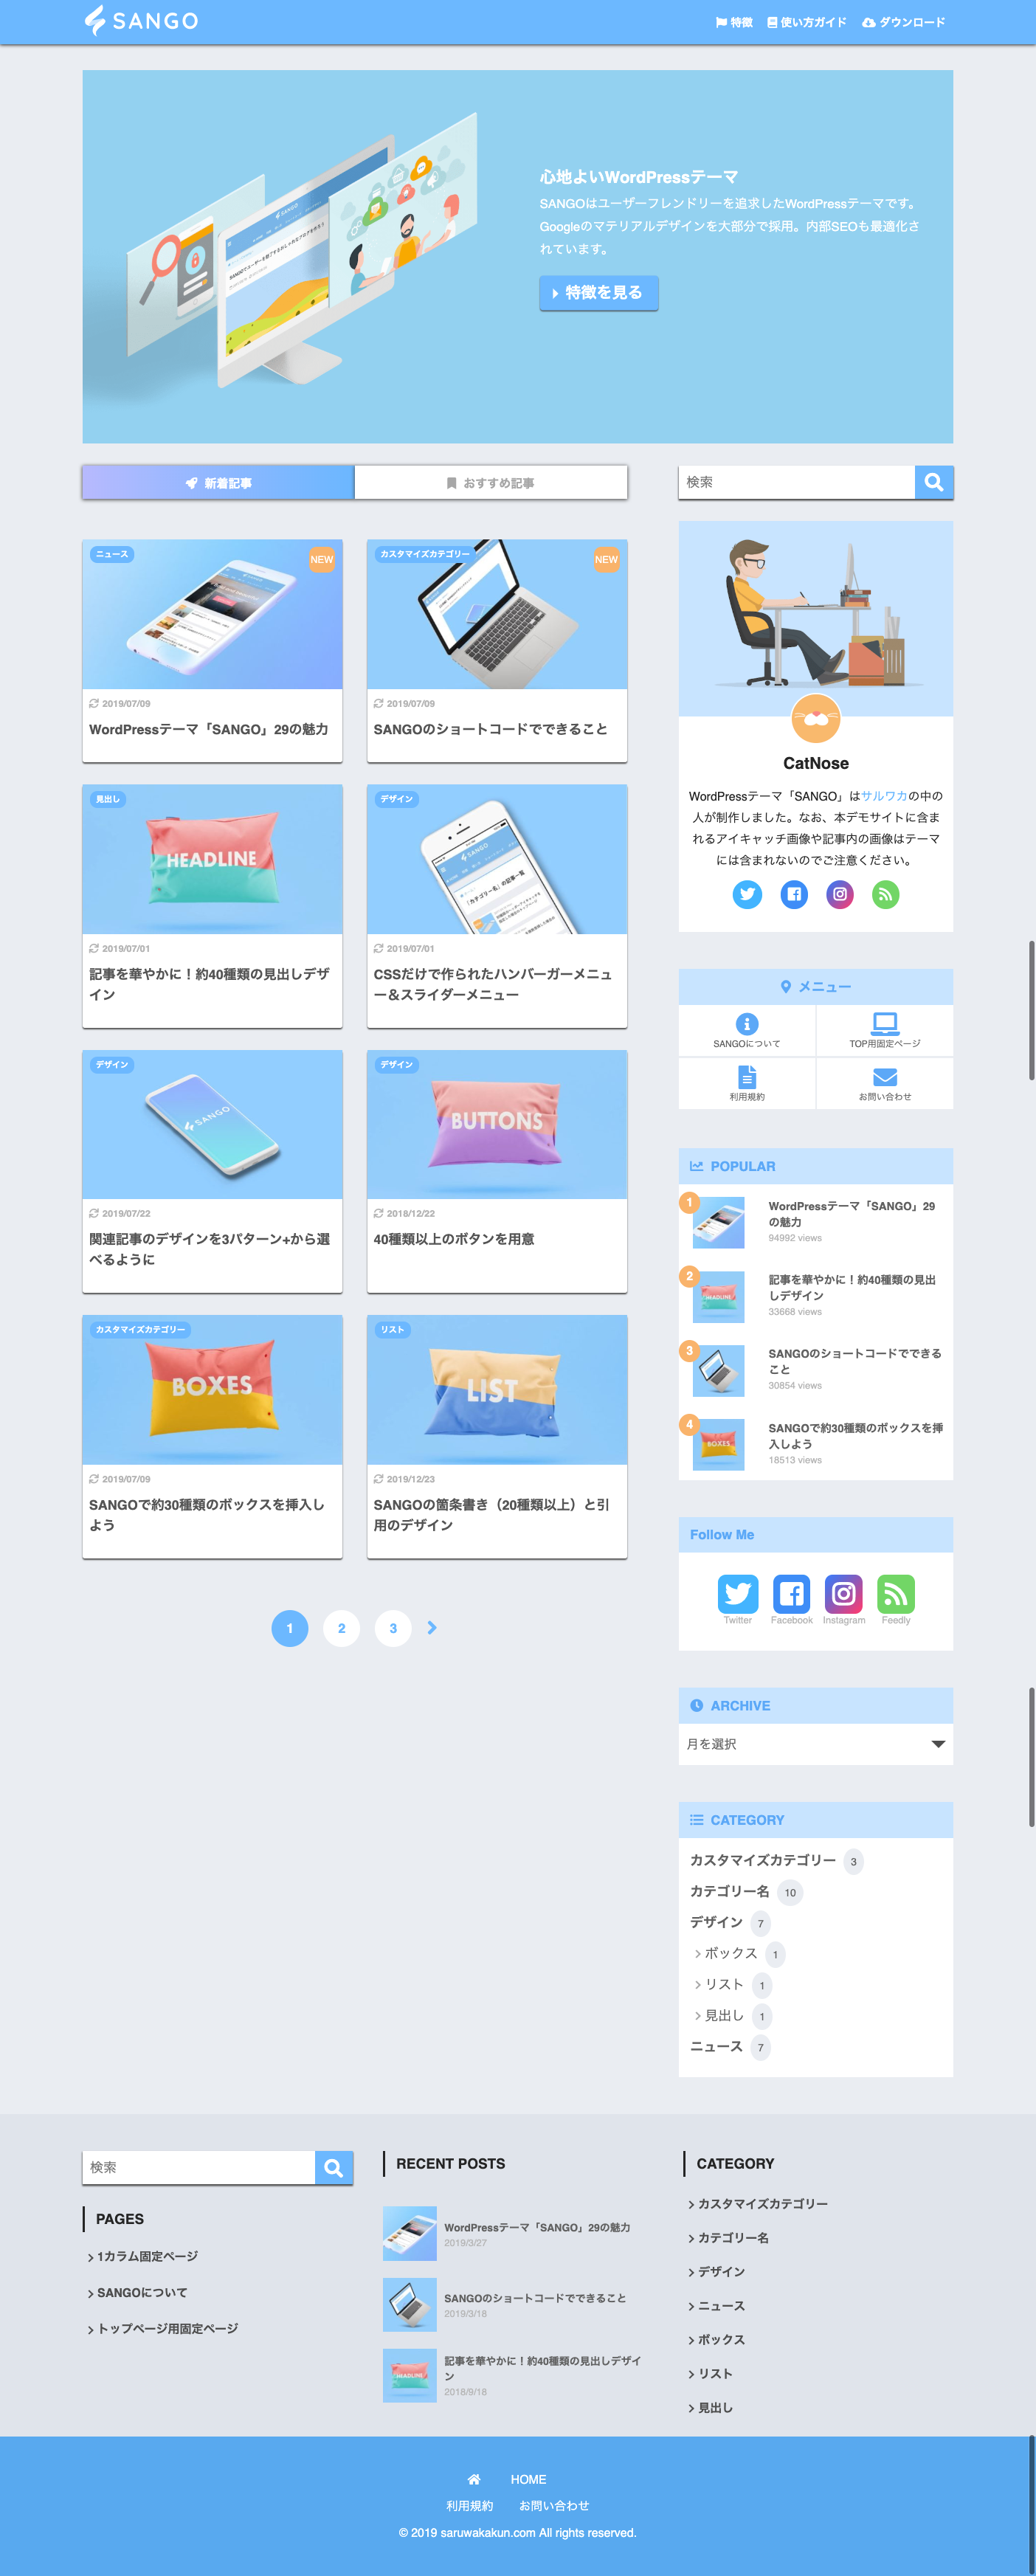 SANGO
特徴 使い方ガイド ダウンロード
SANGO
心地よいWordPressテーマ
SANGOはユーザーフレンドリーを追求したWordPressテーマです。
Googleのマテリアルデザインを大部分で採用。内部SEOも最適化さ
れています。
特徴を見る
新着記事 おすすめ記事
検索
ニュース
NEW
2019/07/09
WordPressテーマ「SANGO」29の魅力
カスタマイズカテゴリー
NEW
2019/07/09
SANGOのショートコードでできること
見出し
HEADLINE
2019/07/01
記事を華やかに！約40種類の見出しデザ
イン
デザイン
SANGO
「カテゴリー名」の記事一覧
2019/07/01
CSSだけで作られたハンバーガーメニュ
ー＆スライダーメニュー
デザイン
SANGO
2019/07/22
関連記事のデザインを3パターン+から選
べるように
デザイン
BUTTONS
2018/12/22
40種類以上のボタンを用意
カスタマイズカテゴリー
BOXES
2019/07/09
SANGOで約30種類のボックスを挿入し
よう
リスト
LIST
2019/12/23
SANGOの箇条書き（20種類以上）と引
用のデザイン
1 2 3
CatNose
WordPressテーマ「SANGO」はサルワカの中の
人が制作しました。なお、本デモサイトに含ま
れるアイキャッチ画像や記事内の画像はテーマ
には含まれないのでご注意ください。
メニュー
SANGOについて
TOP用固定ページ
利用規約
お問い合わせ
POPULAR
1
WordPressテーマ「SANGO」29
の魅力
94992 views
2
HEADLINE
記事を華やかに！約40種類の見出
しデザイン
33668 views
3
SANGOのショートコードでできる
こと
30854 views
4
BOXES
SANGOで約30種類のボックスを挿
入しよう
18513 views
Follow Me
Twitter Facebook Instagram Feedly
ARCHIVE
月を選択
CATEGORY
カスタマイズカテゴリー 3
カテゴリー名 10
デザイン 7
ボックス 1
リスト 1
見出し 1
ニュース 7
検索
PAGES
1カラム固定ページ
SANGOについて
トップページ用固定ページ
RECENT POSTS
WordPressテーマ「SANGO」29の魅力
2019/3/27
SANGOのショートコードでできること
2019/3/18
HEADLINE
記事を華やかに！約40種類の見出しデザイ
ン
2018/9/18
CATEGORY
カスタマイズカテゴリー
カテゴリー名
デザイン
ニュース
ボックス
リスト
見出し
HOME
利用規約 お問い合わせ
© 2019 saruwakakun.com All rights reserved.